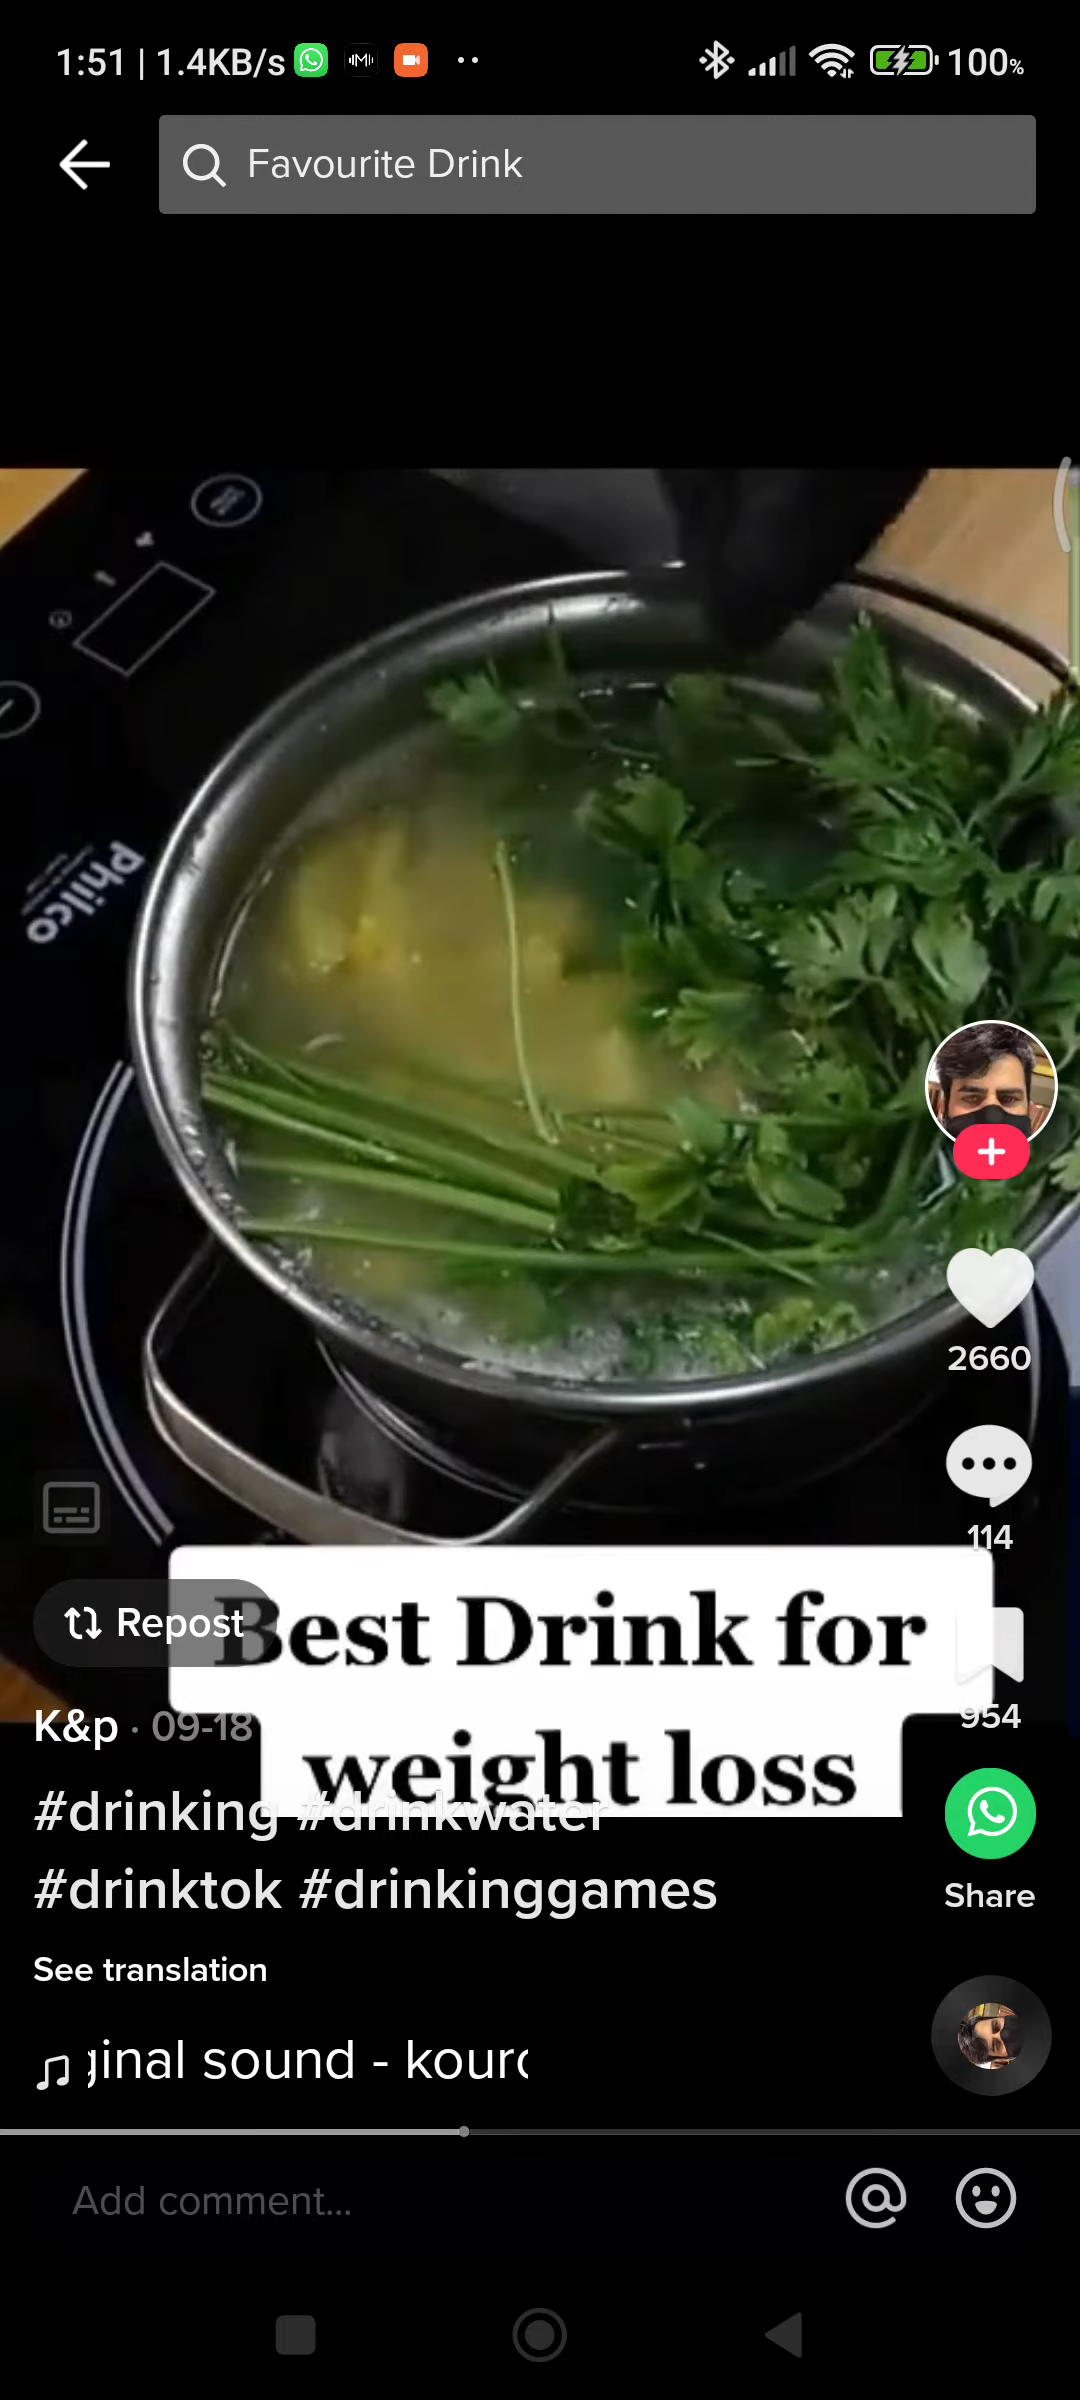 1:51 | 1.4KB/s
100%
Favourite Drink
Philco
2660
114
Best Drink for
Repost
weight loss
954
K&p · 09-18
#drinking #drinkwater
#drinktok #drinkinggames
Share
See translation
ginal sound - kour
Add comment...